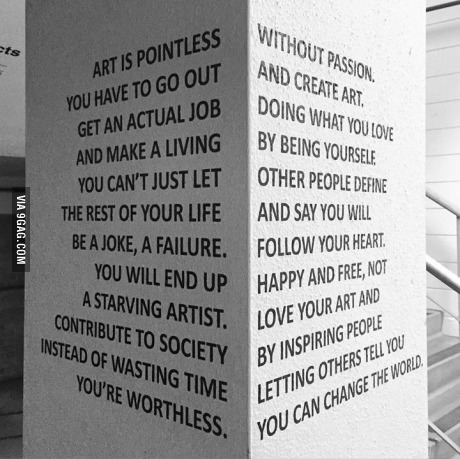 cts
ART IS POINTLESS WITHOUT PASSION.
YOU HAVE TO GO OUT AND CREATE ART.
GET AN ACTUAL JOB DOING WHAT YOU LOVE
AND MAKE A LIVING BY BEING YOURSELF.
YOU CAN'T JUST LET OTHER PEOPLE DEFINE
THE REST OF YOUR LIFE AND SAY YOU WILL
BE A JOKE, A FAILURE. FOLLOW YOUR HEART.
YOU WILL END UP HAPPY AND FREE, NOT
A STARVING ARTIST. LOVE YOUR ART AND
CONTRIBUTE TO SOCIETY BY INSPIRING PEOPLE
INSTEAD OF WASTING TIME LETTING OTHERS TELL YOU
YOU'RE WORTHLESS. YOU CAN CHANGE THE WORLD.
VIA 9GAG.COM